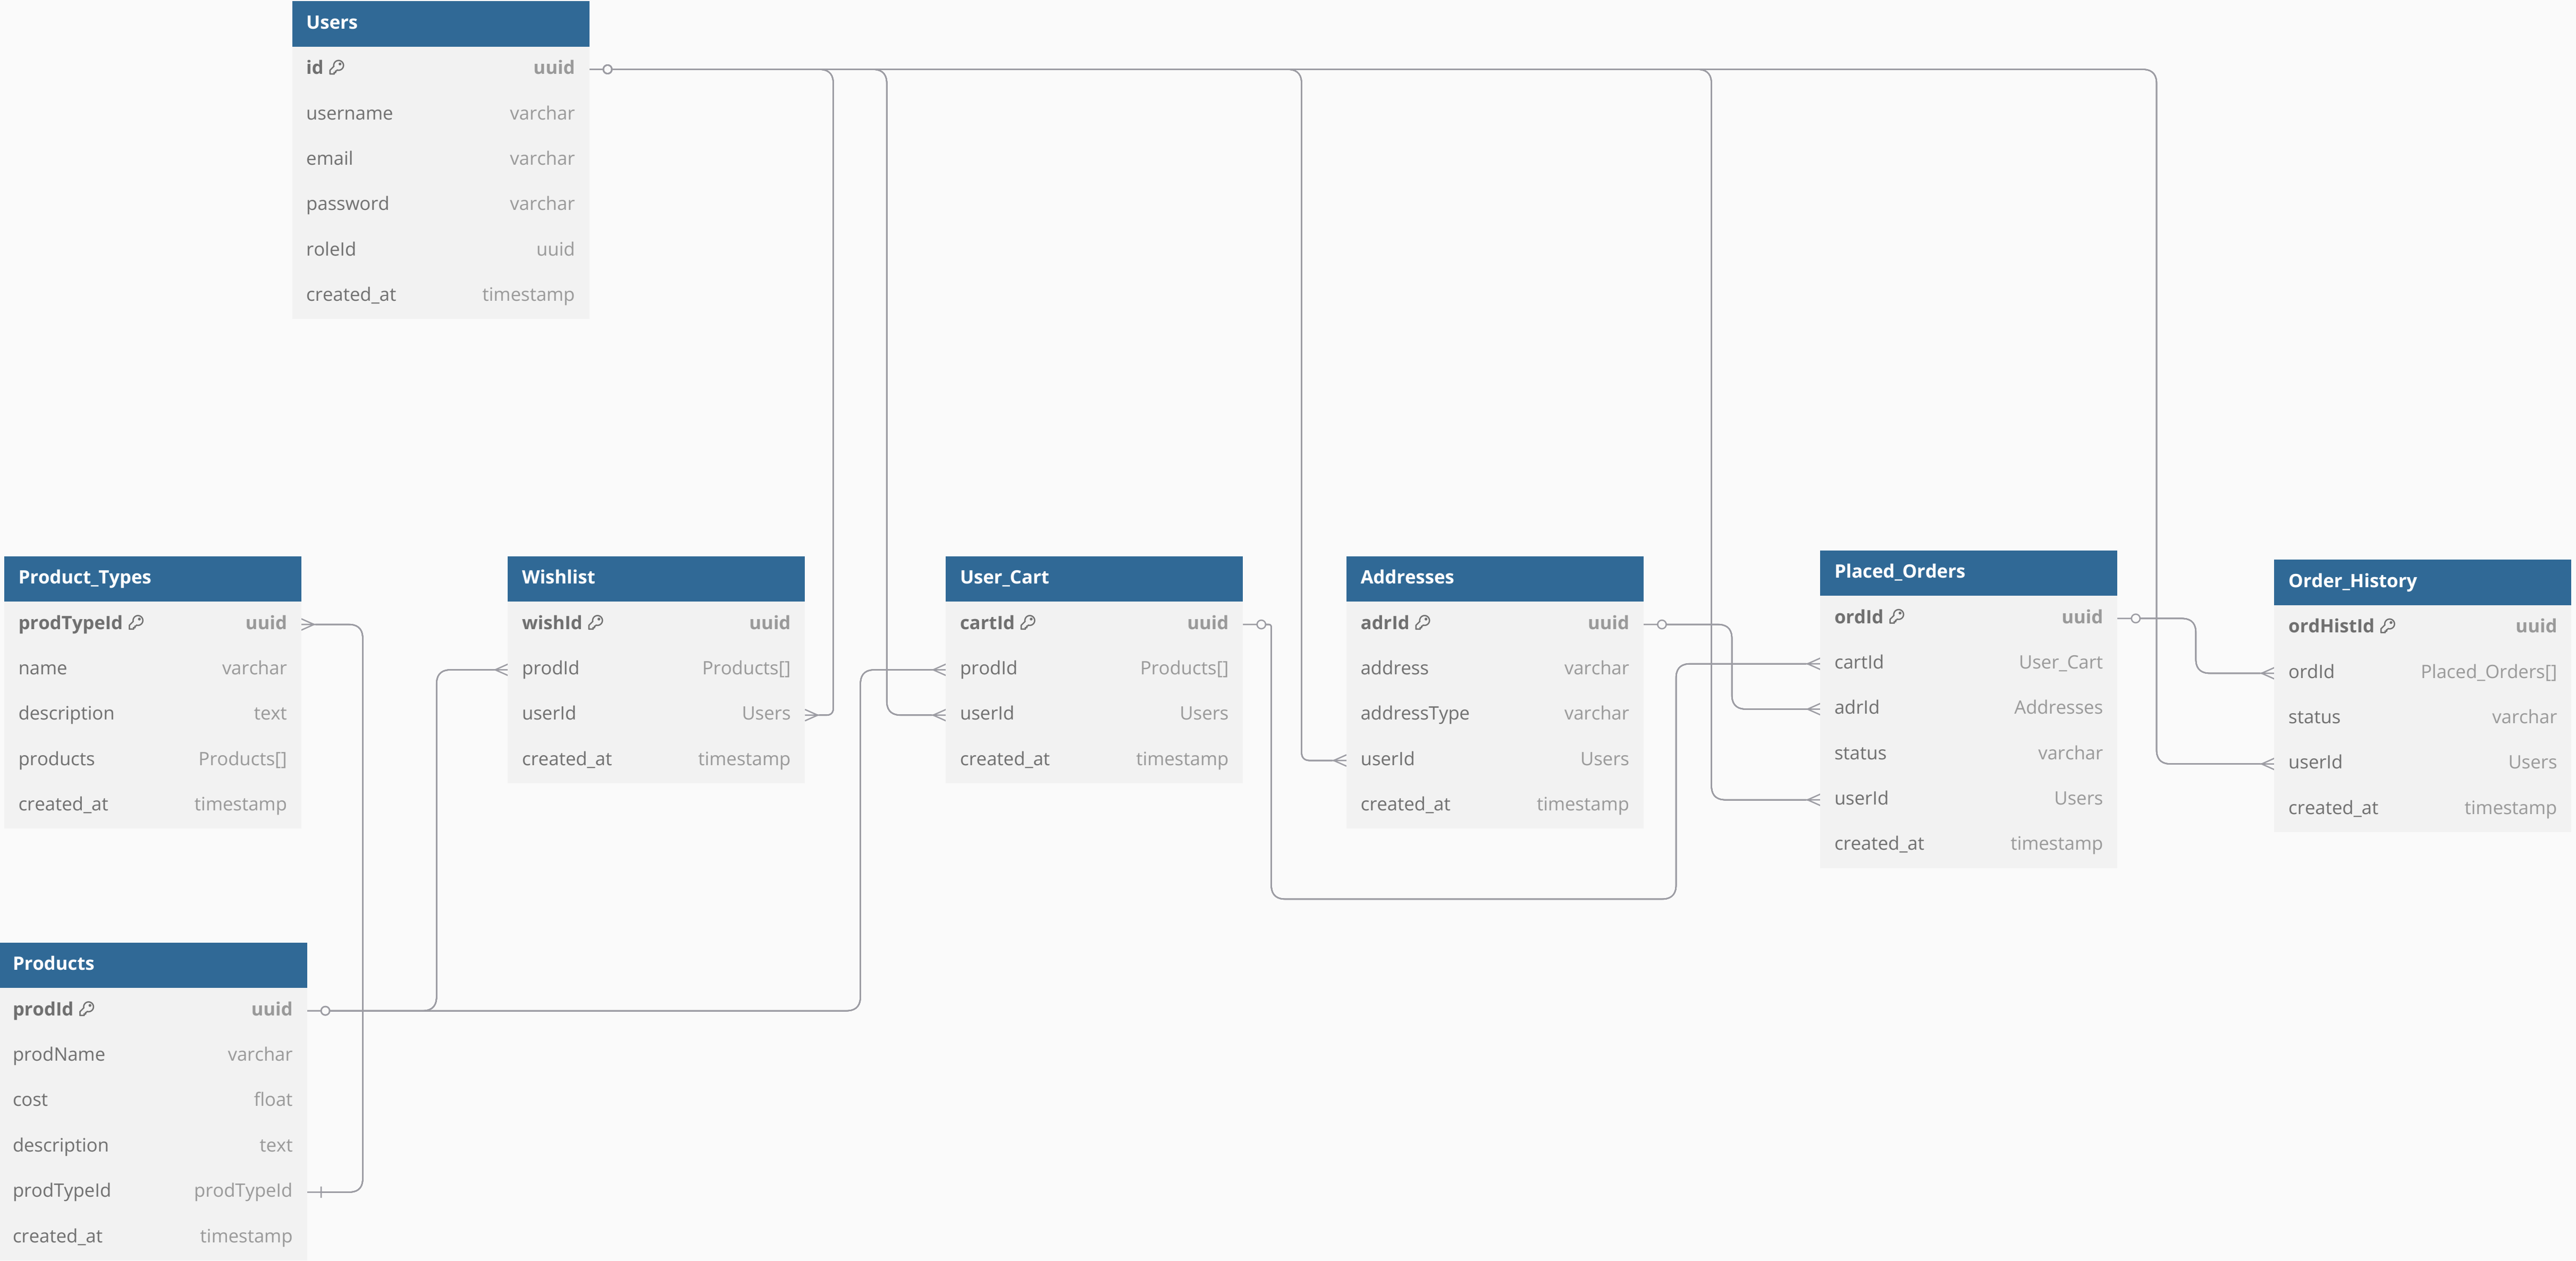 Users
id uuid
username varchar
email varchar
password varchar
roleId uuid
created_at timestamp
Product_Types
prodTypeId uuid
name varchar
description text
products Products[]
created_at timestamp
Wishlist
wishId uuid
prodId Products[]
userId Users
created_at timestamp
User_Cart
cartId uuid
prodId Products[]
userId Users
created_at timestamp
Addresses
adrId uuid
address varchar
addressType varchar
userId Users
created_at timestamp
Placed_Orders
ordId uuid
cartId User_Cart
adrId Addresses
status varchar
userId Users
created_at timestamp
Order_History
ordHistId uuid
ordId Placed_Orders[]
status varchar
userId Users
created_at timestamp
Products
prodId uuid
prodName varchar
cost float
description text
prodTypeId prodTypeId
created_at timestamp